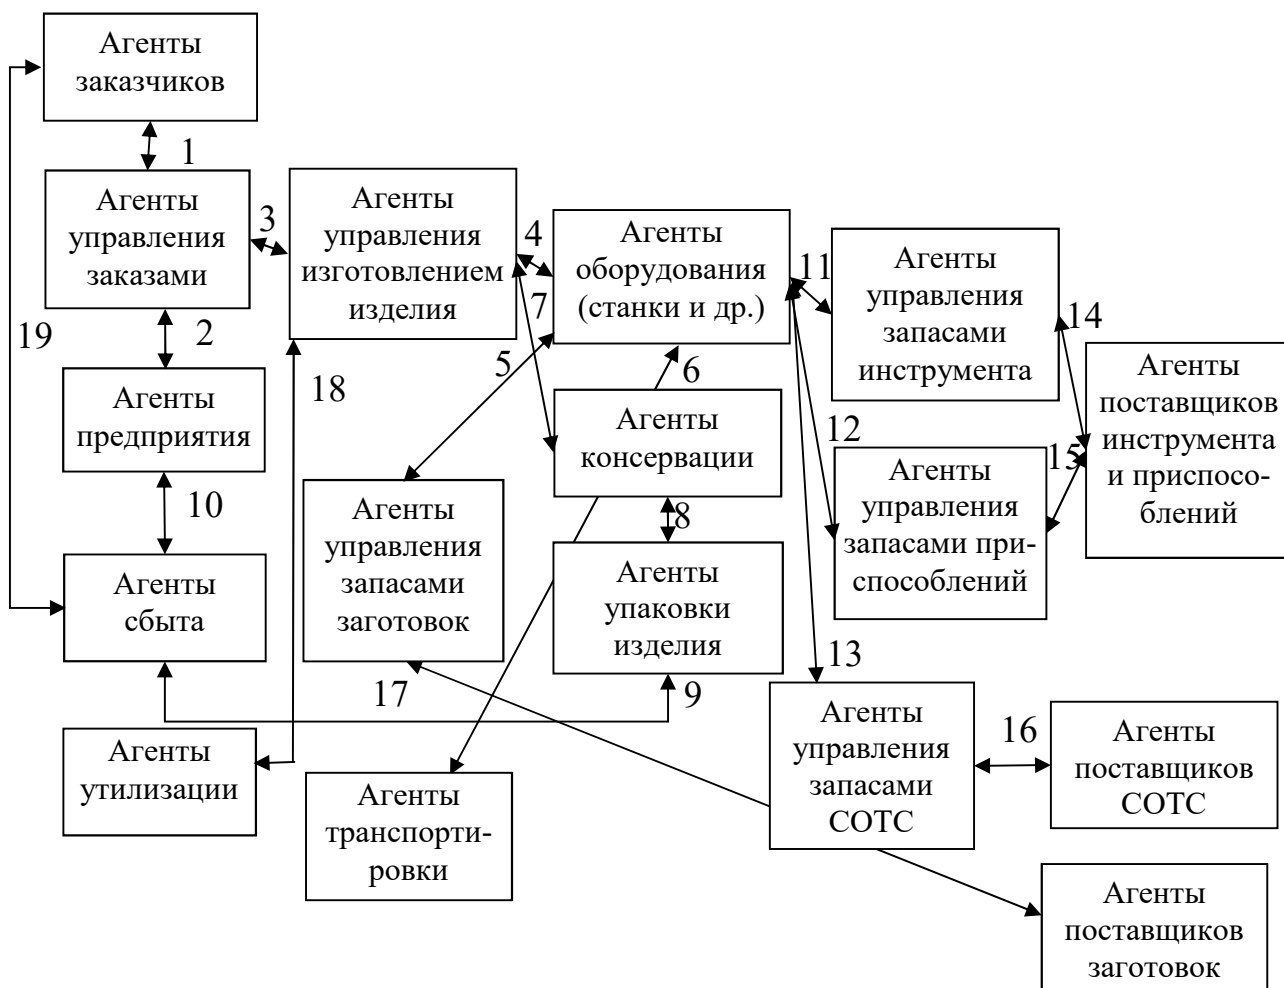 Агенты
заказчиков
1
Агенты
управления
заказами
3
Агенты
управления
изготовлением
изделия
4
7
Агенты
оборудования
(станки и др.)
11
Агенты
управления
запасами
инструмента
14
19
2
18
5
6
Агенты
предприятия
Агенты
консервации
12
15
Агенты
поставщиков
инструмента
и приспосо-
блений
10
Агенты
управления
запасами
заготовок
8
Агенты
управления
запасами при-
способлений
Агенты
сбыта
Агенты
упаковки
изделия
17
9
13
Агенты
утилизации
Агенты
транспорти-
ровки
Агенты
управления
запасами
СОТС
16
Агенты
поставщиков
СОТС
Агенты
поставщиков
заготовок